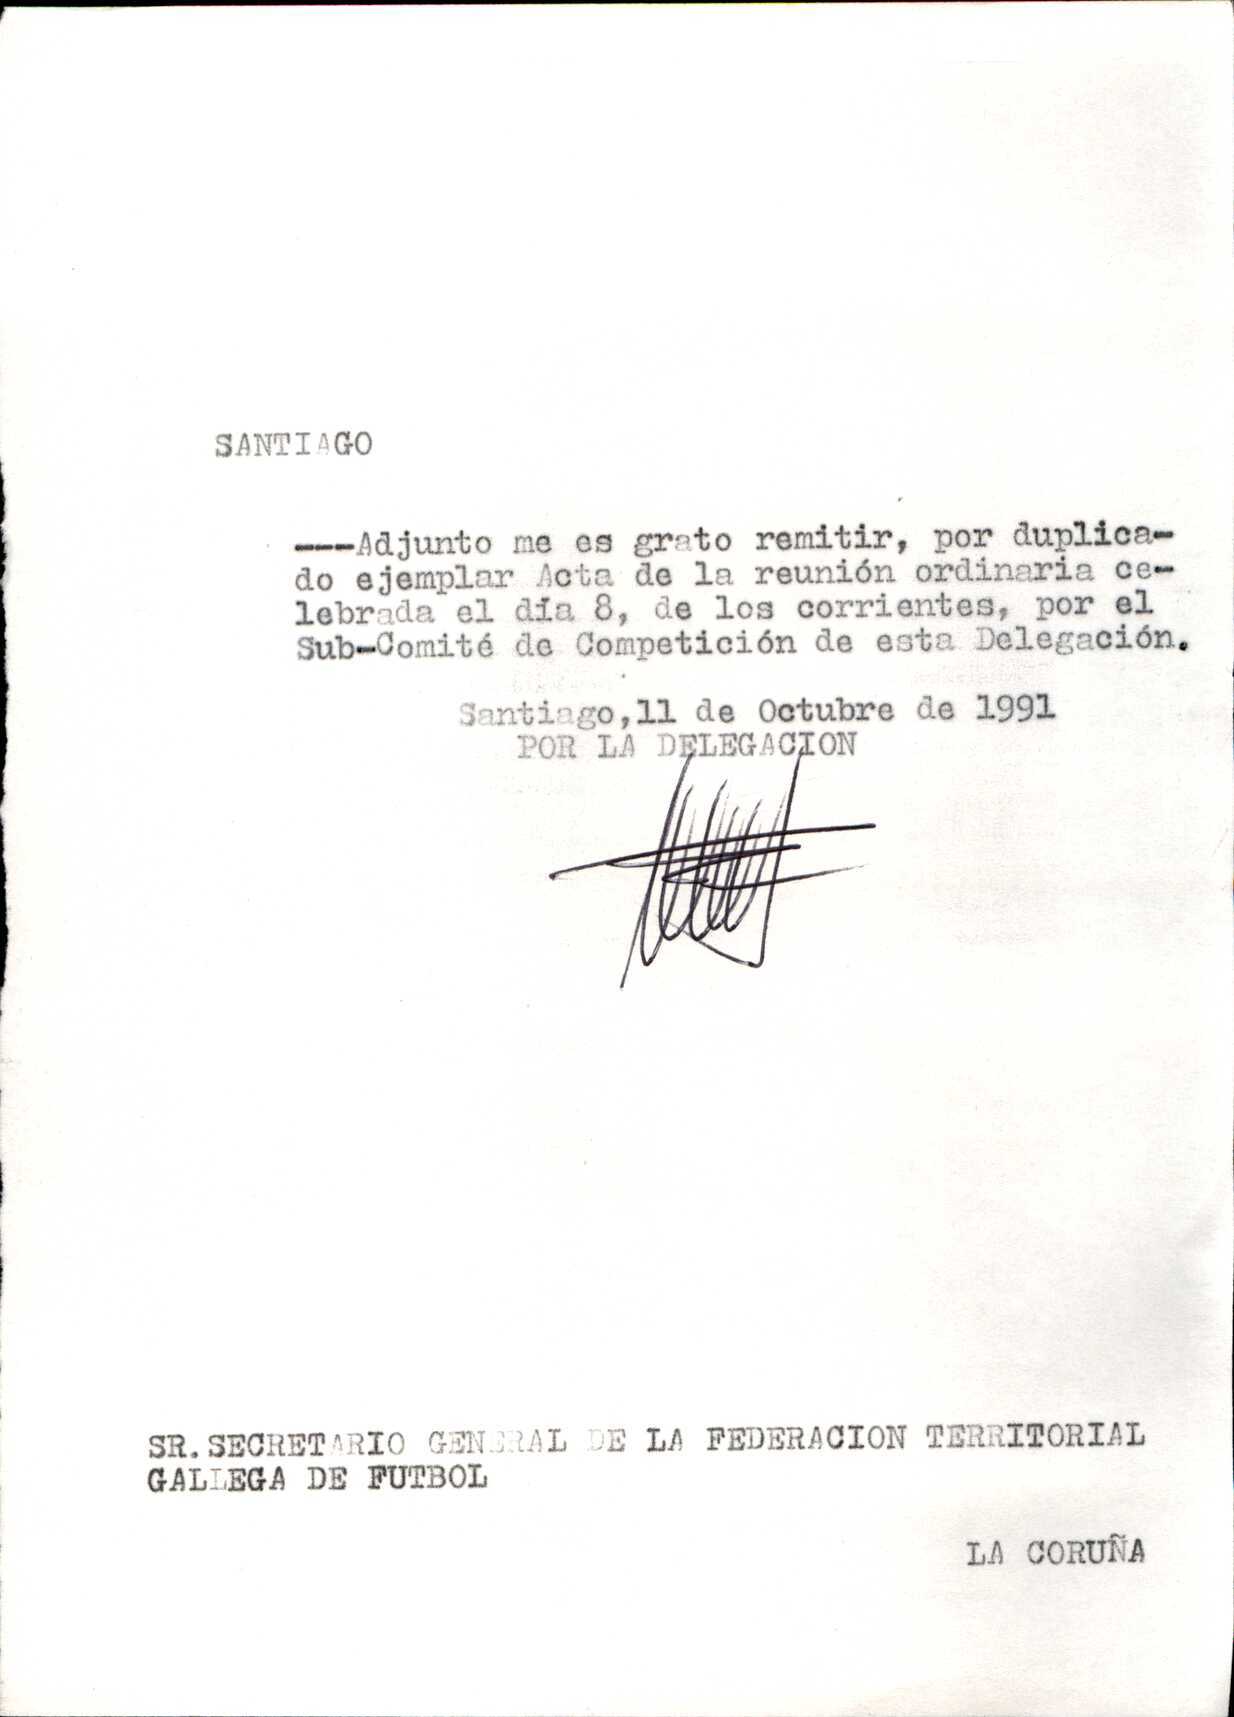 SANTIAGO
---Adjunto me es grato remitir, por duplica-
do ejemplar Acta de la reunión ordinaria ce-
lebrada el día 8, de los corrientes, por el
Sub-Comité de Competición de esta Delegación.
Santiago,11 de Octubre de 1991
POR LA DELEGACION
SR.SECRETARIO GENERAL DE LA FEDERACION TERRITORIAL
GALLEGA DE FUTBOL
LA CORUÑA